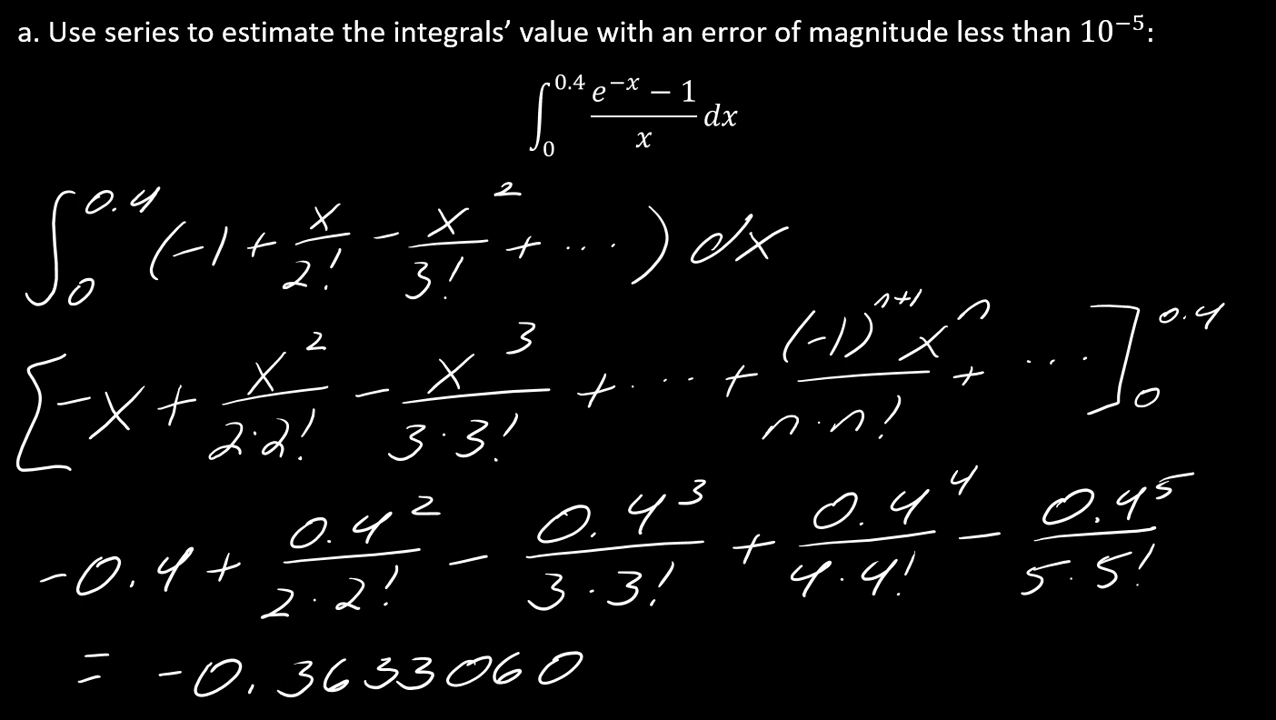 a. Use series to estimate the integrals’ value with an error of magnitude less than 10⁻⁵:
∫₀^0.4 (e^(−x) − 1)/x dx
∫₀^0.4 (-1 + x/2! - x²/3! + ...) dx
[-x + x²/(2·2!) - x³/(3·3!) + ... + ((-1)^(n+1) x^n)/(n·n!) + ...]₀^0.4
-0.4 + 0.4²/(2·2!) - 0.4³/(3·3!) + 0.4⁴/(4·4!) - 0.4⁵/(5·5!)
= -0.3633060